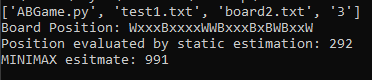 ['ABGame.py', 'test1.txt', 'board2.txt', '3']
Board Position: WxxxBxxxxWWBxxxBxBWBxxW
Position evaluated by static estimation: 292
MINIMAX esitmate: 991